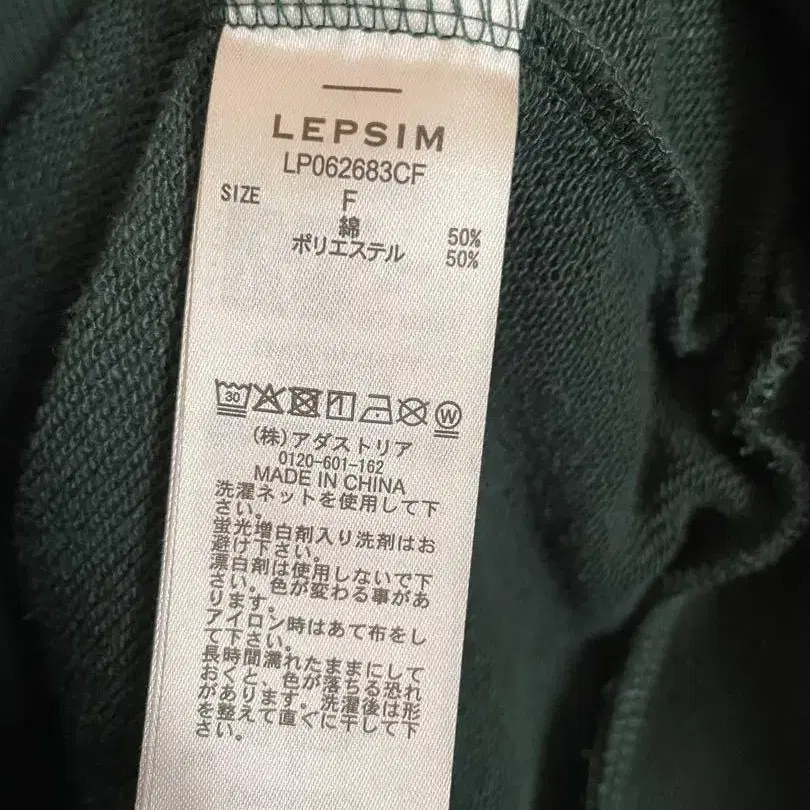 LEPSIM
LP062683CF
SIZE F
綿 50%
ポリエステル 50%
30 W
(株)アダストリア
0120-601-162
MADE IN CHINA
洗濯ネットを使用して下
さい。
蛍光増白剤入り洗剤はお
避け下さい。
漂白剤は使用しないで下
さい。色が変わる事があ
ります。
アイロン時はあて布をし
て下さい。
長時間濡れたままにして
おくと、色が落ちる恐れ
があります。洗濯後は形
を整えて直ぐに干して下
さい。